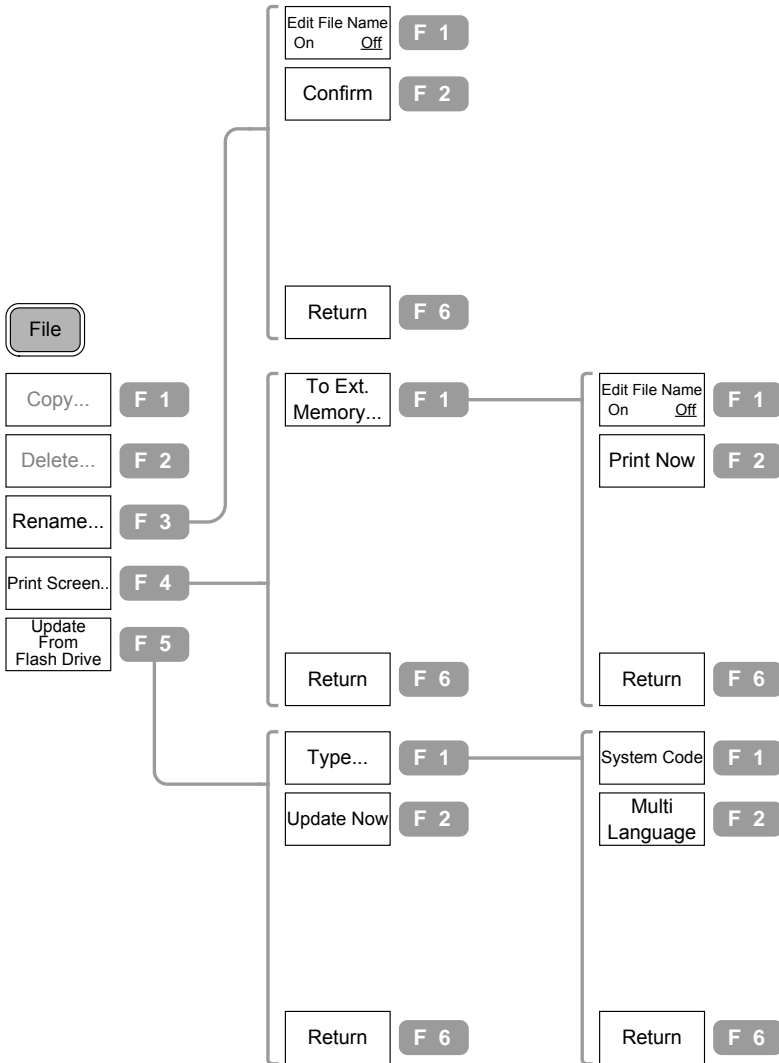 Edit File Name
On Off
F 1
Confirm
F 2
Return
F 6
File
Copy...
F 1
Delete...
F 2
Rename...
F 3
Print Screen..
F 4
Update
From
Flash Drive
F 5
To Ext.
Memory...
F 1
Return
F 6
Edit File Name
On Off
F 1
Print Now
F 2
Return
F 6
Type...
F 1
Update Now
F 2
Return
F 6
System Code
F 1
Multi
Language
F 2
Return
F 6